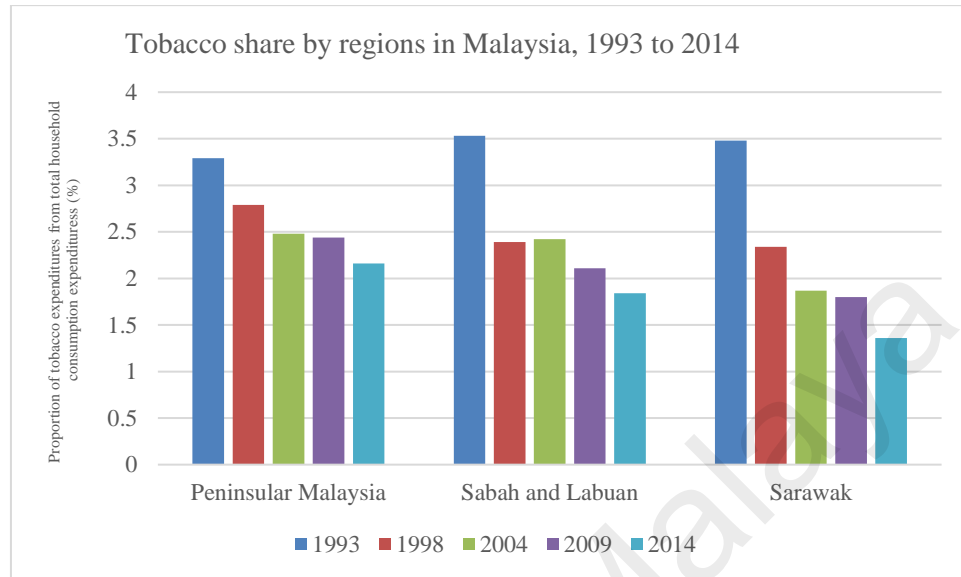 Tobacco share by regions in Malaysia, 1993 to 2014
Proportion of tobacco expenditures from total household
consumption expendituress (%)
4
3.5
3
2.5
2
1.5
1
0.5
0
Peninsular Malaysia Sabah and Labuan Sarawak
1993 1998 2004 2009 2014
Malaya